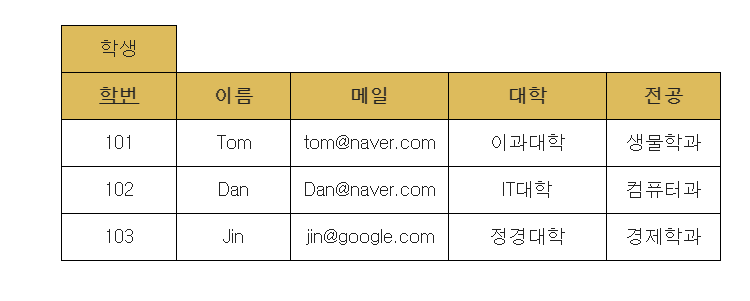 학생
학번 이름 메일 대학 전공
101 Tom tom@naver.com 이과대학 생물학과
102 Dan Dan@naver.com IT대학 컴퓨터과
103 Jin jin@google.com 정경대학 경제학과